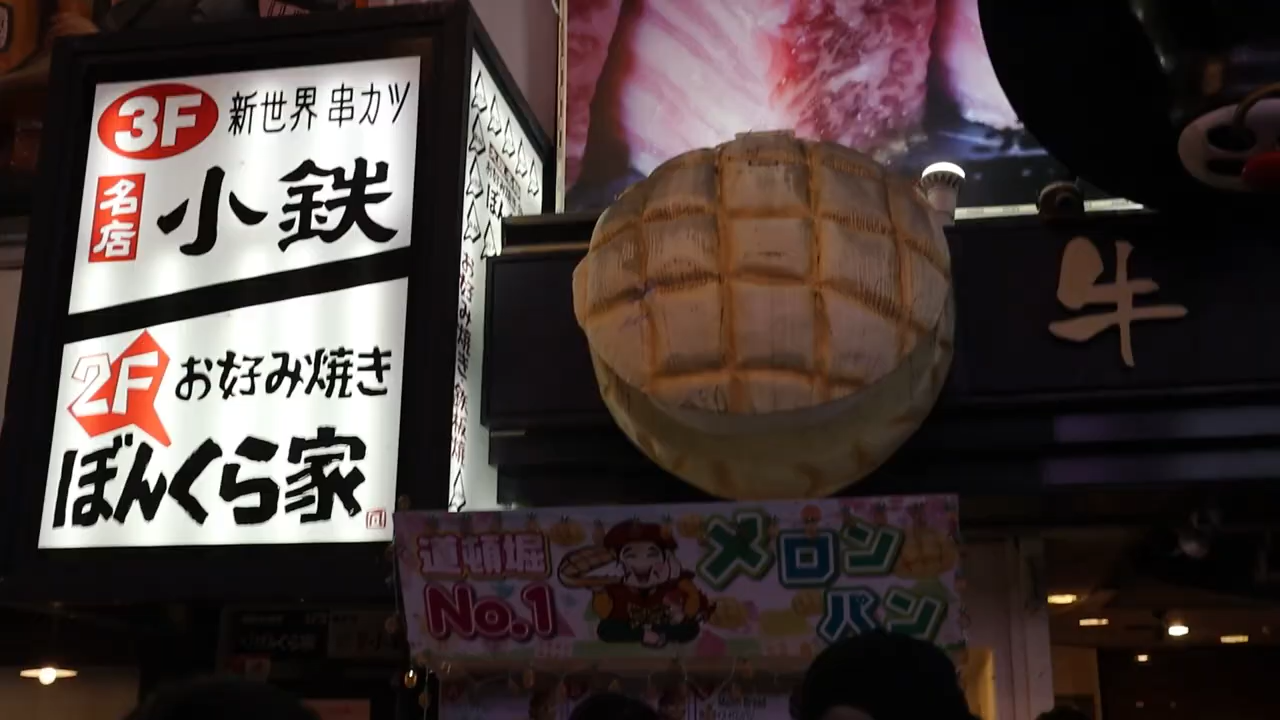 3F 新世界 串カツ
名店 小鉄
2F お好み焼き
ぼんくら家
牛
道頓堀
No.1
メロン
パン